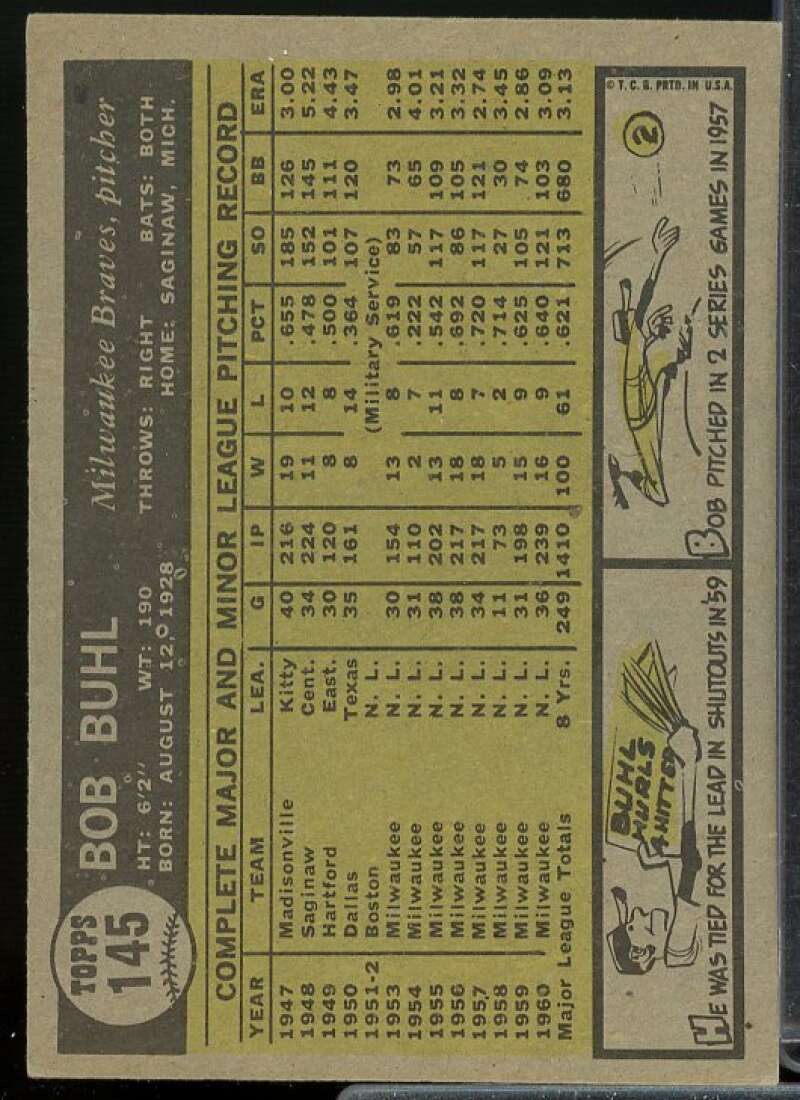 TOPPS
145
BOB BUHL
Milwaukee Braves, pitcher
HT: 6'2" WT: 190 THROWS: RIGHT BATS: BOTH
BORN: AUGUST 12, 1928 HOME: SAGINAW, MICH.
COMPLETE MAJOR AND MINOR LEAGUE PITCHING RECORD
YEAR TEAM LEA. G IP W L PCT SO BB ERA
1947 Madisonville Kitty 40 216 19 10 .655 185 126 3.00
1948 Saginaw Cent. 34 224 11 12 .478 152 145 5.22
1949 Hartford East. 30 120 8 8 .500 101 111 4.43
1950 Dallas Texas 35 161 8 14 .364 107 120 3.47
1951-2 Boston N. L. (Military Service)
1953 Milwaukee N. L. 30 154 13 8 .619 83 73 2.98
1954 Milwaukee N. L. 31 110 2 7 .222 57 65 4.01
1955 Milwaukee N. L. 38 202 13 11 .542 117 109 3.21
1956 Milwaukee N. L. 38 217 18 8 .692 86 105 3.32
1957 Milwaukee N. L. 34 217 18 7 .720 117 121 2.74
1958 Milwaukee N. L. 11 73 5 2 .714 27 30 3.45
1959 Milwaukee N. L. 31 198 15 9 .625 105 74 2.86
1960 Milwaukee N. L. 36 239 16 9 .640 121 103 3.09
Major League Totals 8 Yrs. 249 1410 100 61 .621 713 680 3.13
BUHL
HURLS
4 HITTER
HE WAS TIED FOR THE LEAD IN SHUTOUTS IN '59
© T. C. G. PRTD. IN U.S.A.
2
BOB PITCHED IN 2 SERIES GAMES IN 1957